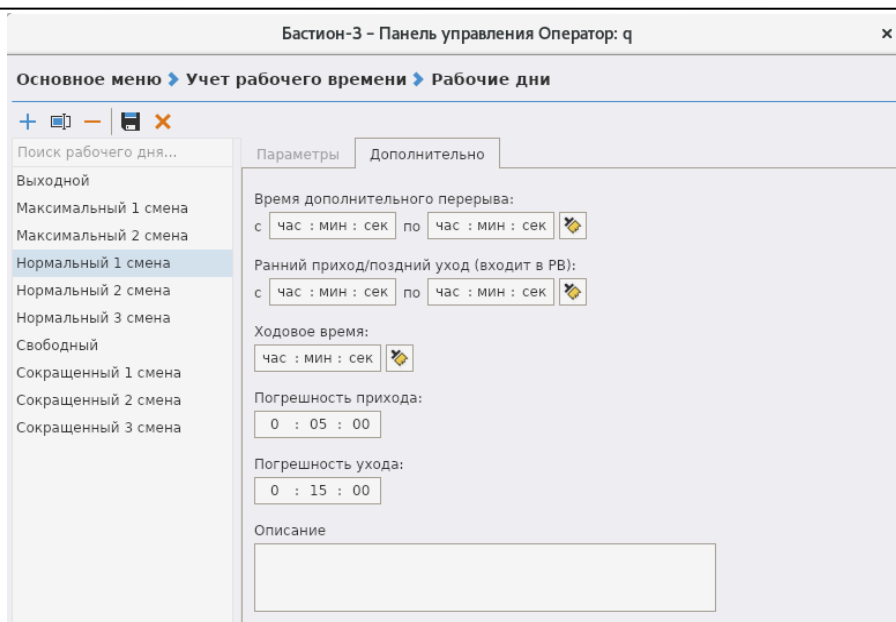 Бастион-3 – Панель управления Оператор: q
Основное меню Учет рабочего времени Рабочие дни
Поиск рабочего дня...
Выходной
Максимальный 1 смена
Максимальный 2 смена
Нормальный 1 смена
Нормальный 2 смена
Нормальный 3 смена
Свободный
Сокращенный 1 смена
Сокращенный 2 смена
Сокращенный 3 смена
Параметры Дополнительно
Время дополнительного перерыва:
с час : мин : сек по час : мин : сек
Ранний приход/поздний уход (входит в РВ):
с час : мин : сек по час : мин : сек
Ходовое время:
час : мин : сек
Погрешность прихода:
0 : 05 : 00
Погрешность ухода:
0 : 15 : 00
Описание